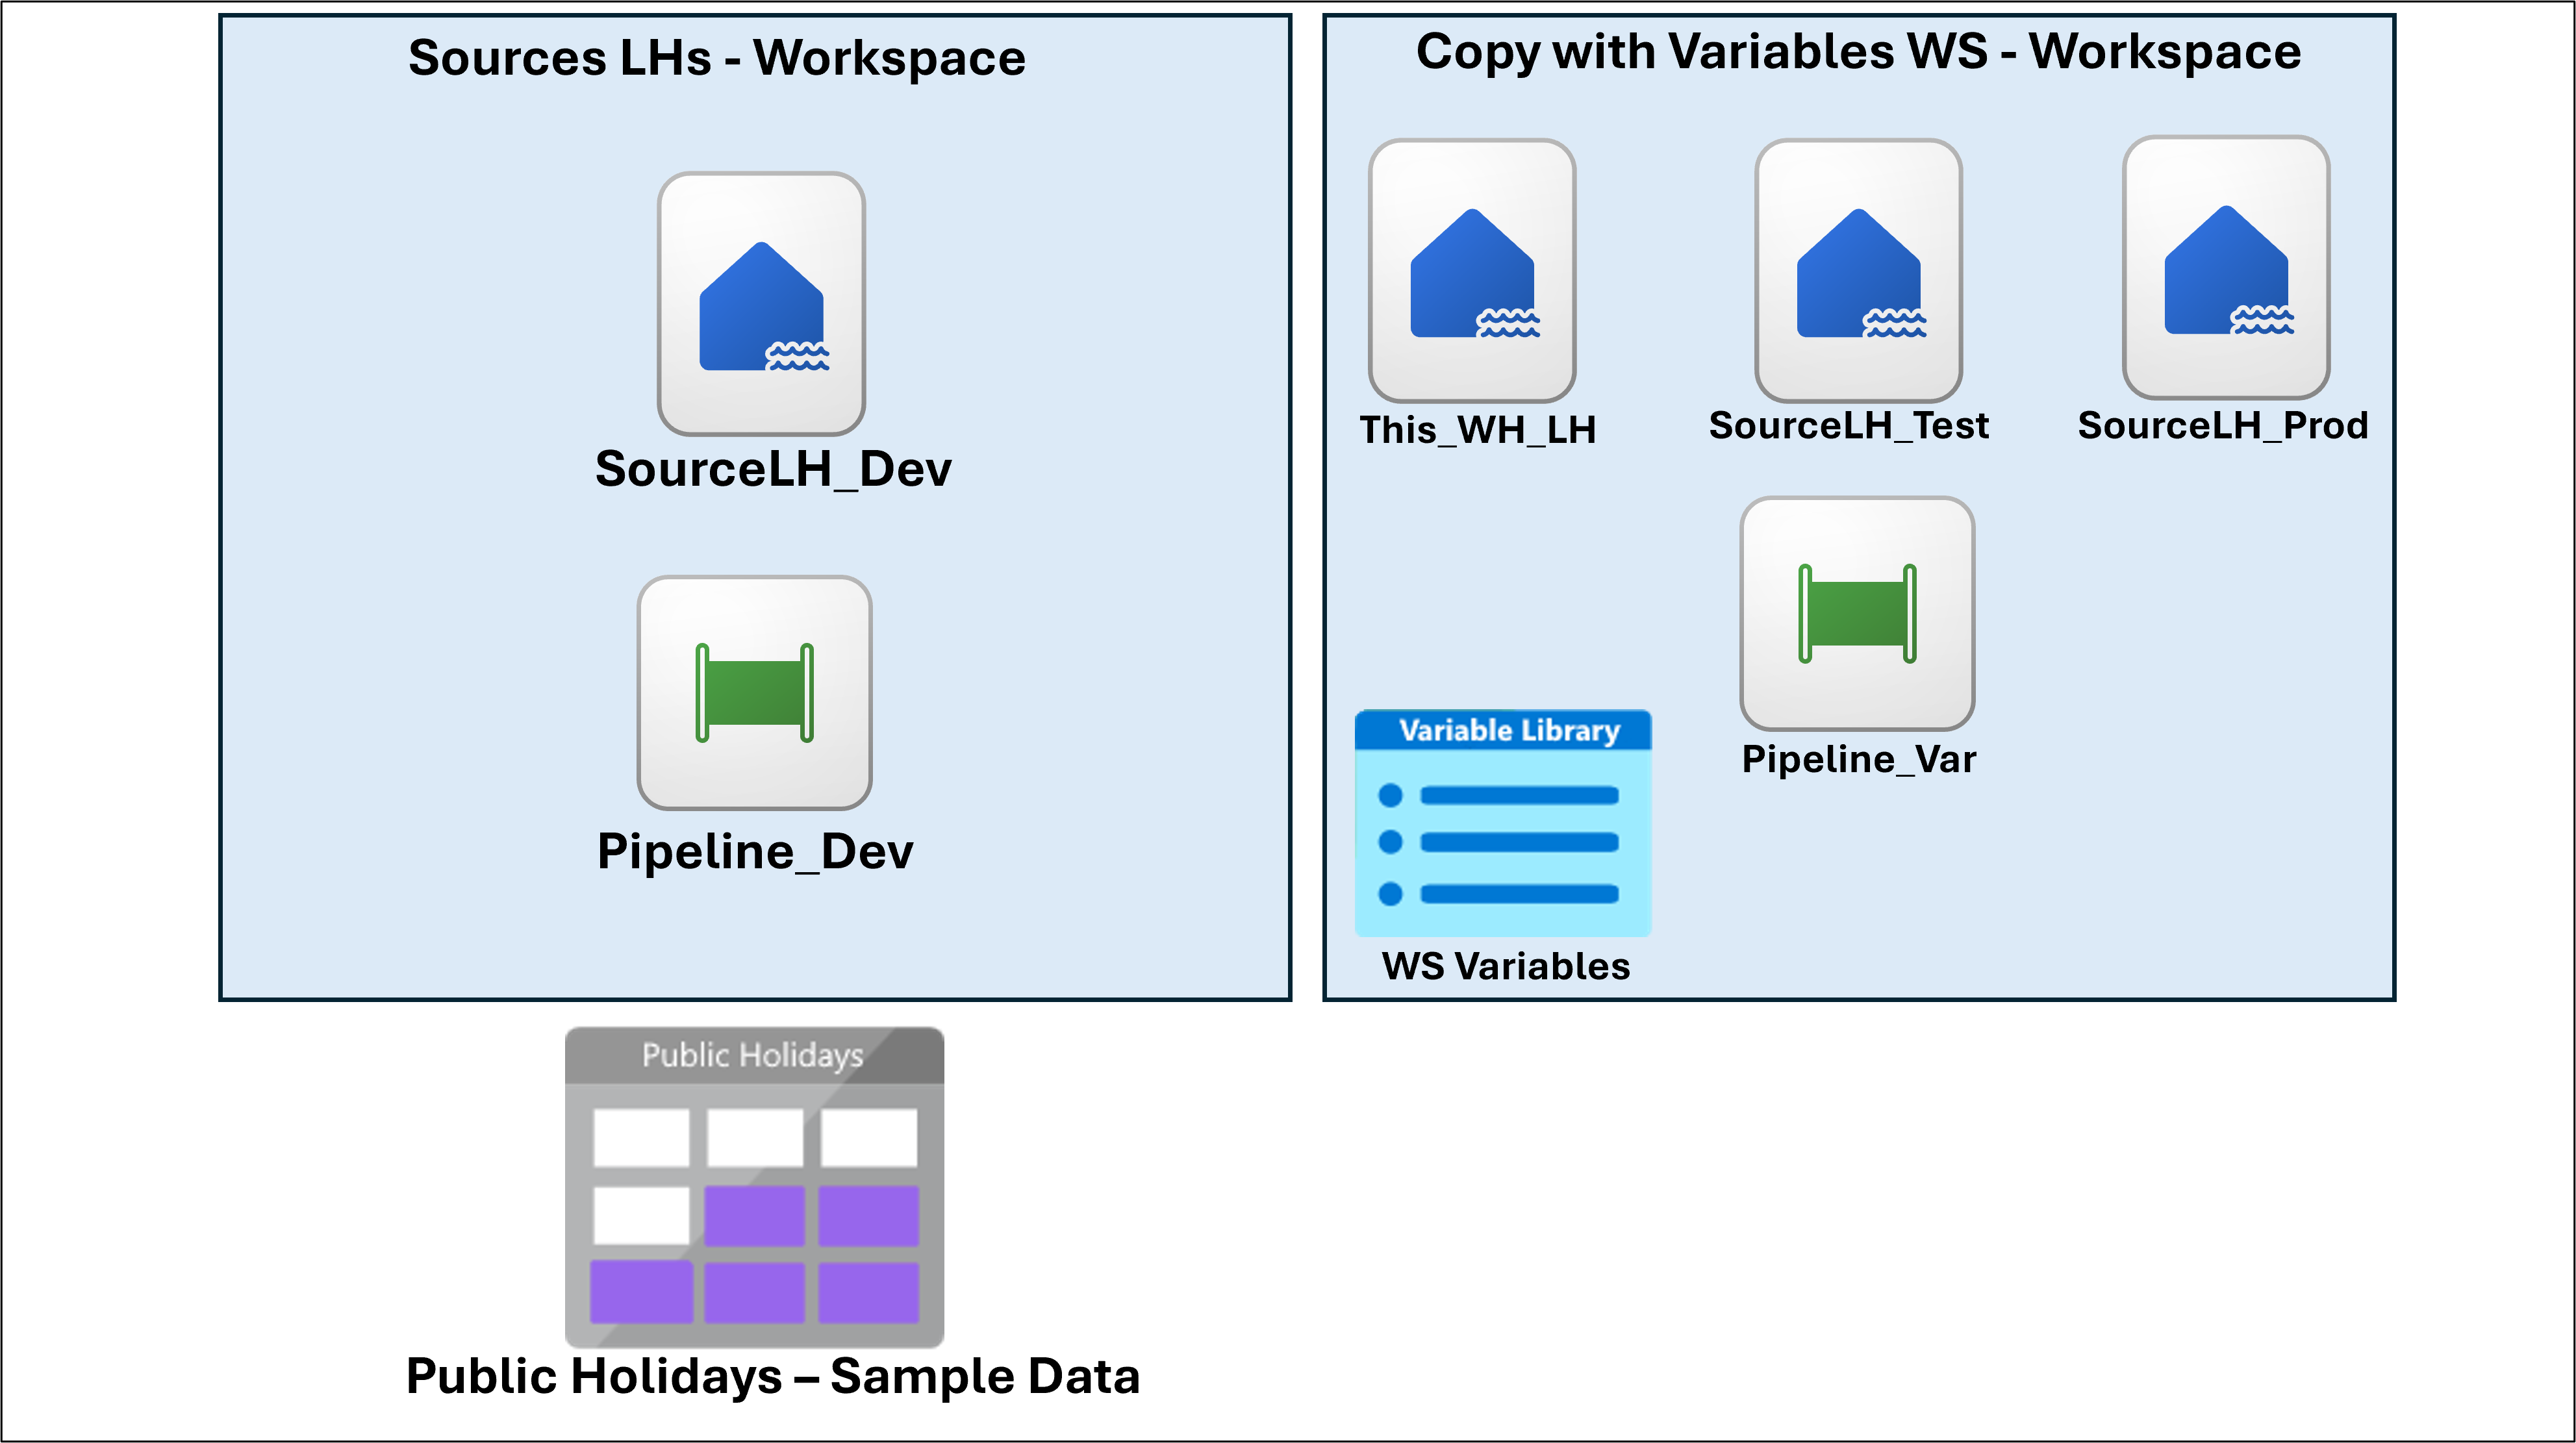 Sources LHs - Workspace
SourceLH_Dev
Pipeline_Dev
Copy with Variables WS - Workspace
This_WH_LH
SourceLH_Test
SourceLH_Prod
Pipeline_Var
Variable Library
WS Variables
Public Holidays
Public Holidays – Sample Data